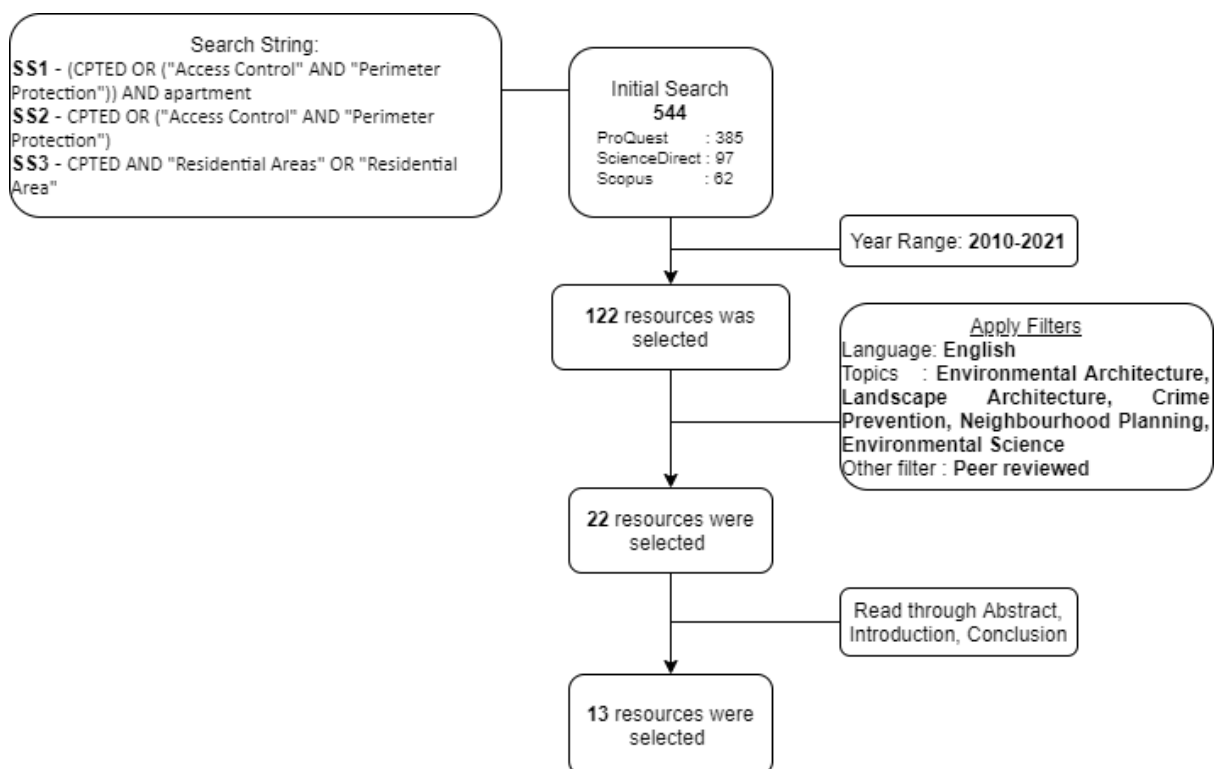 Search String:
SS1 - (CPTED OR ("Access Control" AND "Perimeter
Protection")) AND apartment
SS2 - CPTED OR ("Access Control" AND "Perimeter
Protection")
SS3 - CPTED AND "Residential Areas" OR "Residential
Area"
Initial Search
544
ProQuest : 385
ScienceDirect : 97
Scopus : 62
Year Range: 2010-2021
122 resources was
selected
Apply Filters
Language: English
Topics : Environmental Architecture,
Landscape Architecture, Crime
Prevention, Neighbourhood Planning,
Environmental Science
Other filter : Peer reviewed
22 resources were
selected
Read through Abstract,
Introduction, Conclusion
13 resources were
selected